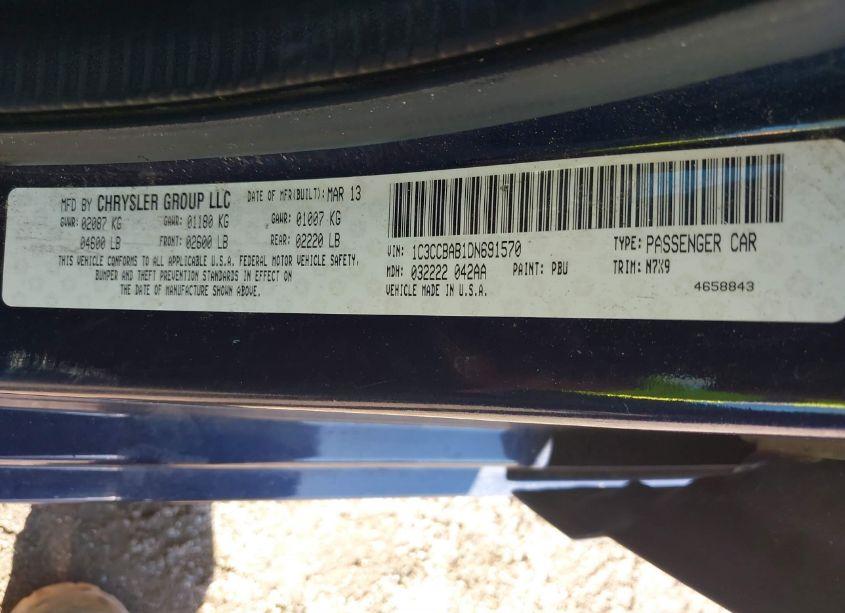 MFD BY CHRYSLER GROUP LLC DATE OF MFR(BUILT): MAR 13
GVWR: 02087 KG GAWR: 01180 KG GAWR: 01007 KG
04600 LB FRONT: 02600 LB REAR: 02220 LB
THIS VEHICLE CONFORMS TO ALL APPLICABLE U.S.A. FEDERAL MOTOR VEHICLE SAFETY,
BUMPER AND THEFT PREVENTION STANDARDS IN EFFECT ON
THE DATE OF MANUFACTURE SHOWN ABOVE.
VIN: 1C3CCBAB1DN691570 TYPE: PASSENGER CAR
MDH: 032222 042AA PAINT: PBU TRIM: N7X9
VEHICLE MADE IN U.S.A. 4658843